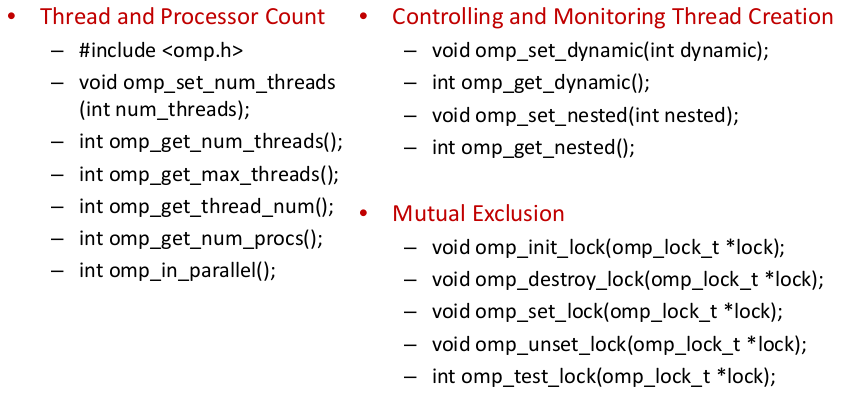 • Thread and Processor Count
– #include <omp.h>
– void omp_set_num_threads
(int num_threads);
– int omp_get_num_threads();
– int omp_get_max_threads();
– int omp_get_thread_num();
– int omp_get_num_procs();
– int omp_in_parallel();
• Controlling and Monitoring Thread Creation
– void omp_set_dynamic(int dynamic);
– int omp_get_dynamic();
– void omp_set_nested(int nested);
– int omp_get_nested();
• Mutual Exclusion
– void omp_init_lock(omp_lock_t *lock);
– void omp_destroy_lock(omp_lock_t *lock);
– void omp_set_lock(omp_lock_t *lock);
– void omp_unset_lock(omp_lock_t *lock);
– int omp_test_lock(omp_lock_t *lock);